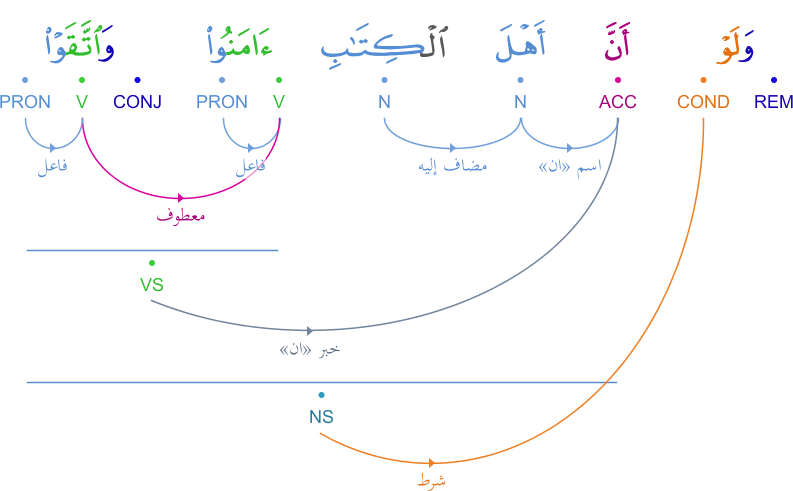 وَلَوْ أَنَّ أَهْلَ ٱلْكِتَـٰبِ ءَامَنُوا۟ وَٱتَّقَوْا۟
PRON V CONJ PRON V N N ACC COND REM
فاعل فاعل مضاف إليه اسم «ان»
معطوف
VS
خبر «ان»
NS
شرط